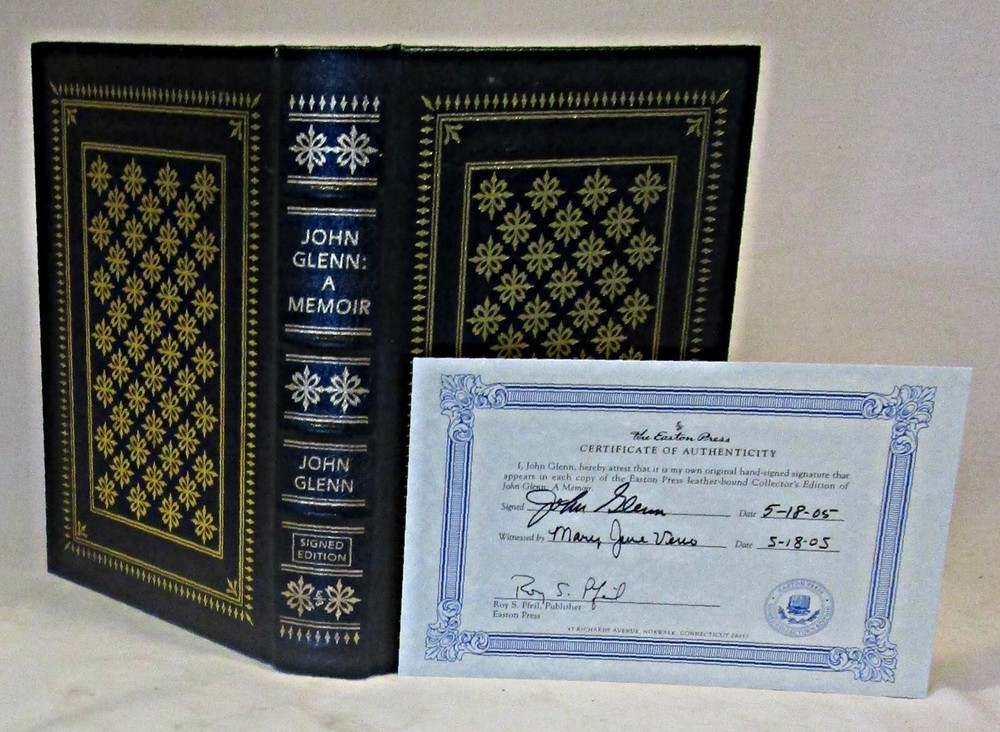 JOHN
GLENN:
A
MEMOIR
JOHN
GLENN
SIGNED
EDITION
The Easton Press
CERTIFICATE OF AUTHENTICITY
I, John Glenn, hereby attest that it is my own original hand-signed signature that
appears in each copy of the Easton Press leather-bound Collector's Edition of
John Glenn: A Memoir.
Signed John Glenn Date 5-18-05
Witnessed by Mary Jane Date 5-18-05
Roy S. Pfeil
Roy S. Pfeil, Publisher
Easton Press
47 RICHARDS AVENUE, NORWALK, CONNECTICUT
EASTON PRESS